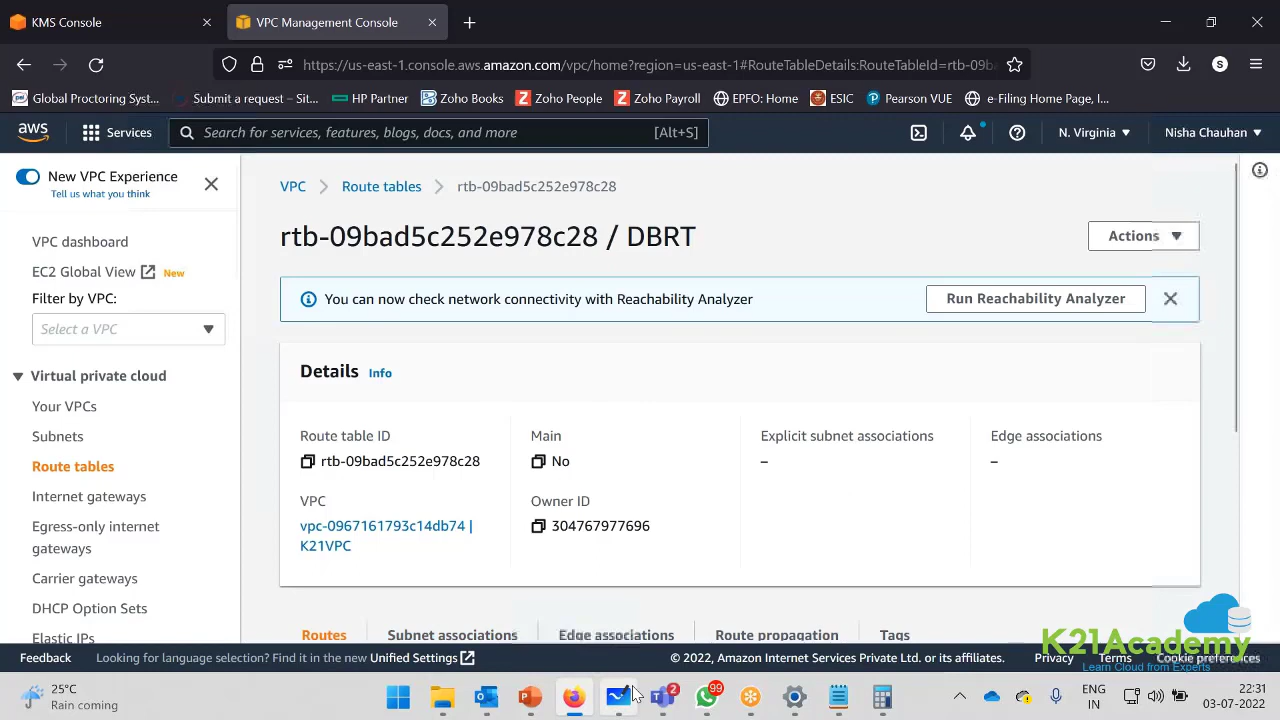 KMS Console
VPC Management Console
https://us-east-1.console.aws.amazon.com/vpc/home?region=us-east-1#RouteTableDetails:RouteTableId=rtb-09ba
Global Proctoring Sy...
Submit a request – Sti...
HP Partner
Zoho Books
Zoho People
Zoho Payroll
EPFO: Home
ESIC
Pearson VUE
e-Filing Home Page, I...
aws
Services
Search for services, features, blogs, docs, and more
[Alt+S]
N. Virginia
Nisha Chauhan
New VPC Experience
Tell us what you think
VPC dashboard
EC2 Global View New
Filter by VPC:
Select a VPC
Virtual private cloud
Your VPCs
Subnets
Route tables
Internet gateways
Egress-only internet
gateways
Carrier gateways
DHCP Option Sets
Elastic IPs
VPC
Route tables
rtb-09bad5c252e978c28
rtb-09bad5c252e978c28 / DBRT
Actions
You can now check network connectivity with Reachability Analyzer
Run Reachability Analyzer
Details Info
Route table ID
rtb-09bad5c252e978c28
Main
No
Explicit subnet associations
–
Edge associations
–
VPC
vpc-0967161793c14db74 |
K21VPC
Owner ID
304767977696
Routes
Subnet associations
Edge associations
Route propagation
Tags
K21Academy
Learn Cloud from Experts
Feedback
Looking for language selection? Find it in the new Unified Settings
© 2022, Amazon Internet Services Private Ltd. or its affiliates.
Privacy
Terms
Cookie preferences
25°C
Rain coming
2
99
ENG
IN
22:31
03-07-2022